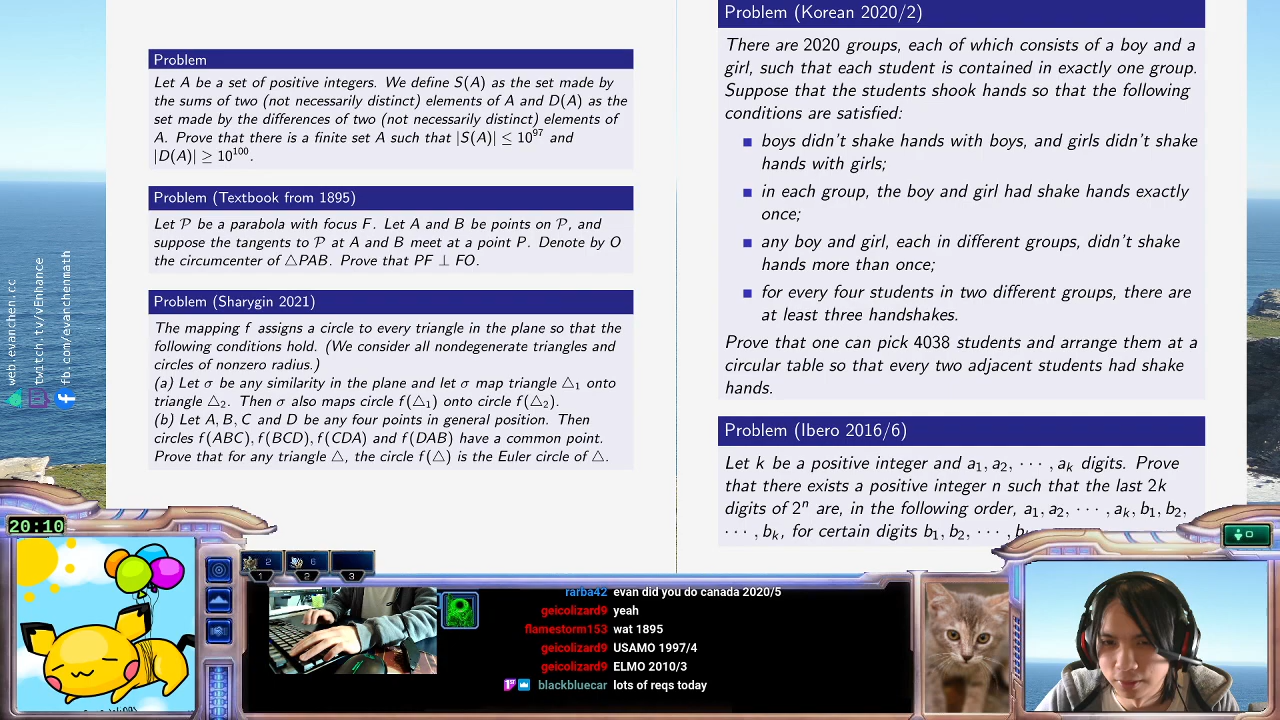 Problem
Let A be a set of positive integers. We define S(A) as the set made by
the sums of two (not necessarily distinct) elements of A and D(A) as the
set made by the differences of two (not necessarily distinct) elements of
A. Prove that there is a finite set A such that |S(A)| ≤ 10^97 and
|D(A)| ≥ 10^100.
Problem (Textbook from 1895)
Let P be a parabola with focus F. Let A and B be points on P, and
suppose the tangents to P at A and B meet at a point P. Denote by O
the circumcenter of △PAB. Prove that PF ⊥ FO.
Problem (Sharygin 2021)
The mapping f assigns a circle to every triangle in the plane so that the
following conditions hold. (We consider all nondegenerate triangles and
circles of nonzero radius.)
(a) Let σ be any similarity in the plane and let σ map triangle △₁ onto
triangle △₂. Then σ also maps circle f(△₁) onto circle f(△₂).
(b) Let A, B, C and D be any four points in general position. Then
circles f(ABC), f(BCD), f(CDA) and f(DAB) have a common point.
Prove that for any triangle △, the circle f(△) is the Euler circle of △.
Problem (Korean 2020/2)
There are 2020 groups, each of which consists of a boy and a
girl, such that each student is contained in exactly one group.
Suppose that the students shook hands so that the following
conditions are satisfied:
boys didn't shake hands with boys, and girls didn't shake
hands with girls;
in each group, the boy and girl had shake hands exactly
once;
any boy and girl, each in different groups, didn't shake
hands more than once;
for every four students in two different groups, there are
at least three handshakes.
Prove that one can pick 4038 students and arrange them at a
circular table so that every two adjacent students had shake
hands.
Problem (Ibero 2016/6)
Let k be a positive integer and a₁, a₂, ⋯, aₖ digits. Prove
that there exists a positive integer n such that the last 2k
digits of 2ⁿ are, in the following order, a₁, a₂, ⋯, aₖ, b₁, b₂,
⋯, bₖ, for certain digits b₁, b₂, ⋯,
web.evanchen.cc
twitch.tv/vEnhance
fb.com/evanchenmath
20:10
2
6
1
2
3
0
rarba42 evan did you do canada 2020/5
geicolizard9 yeah
flamestorm153 wat 1895
geicolizard9 USAMO 1997/4
geicolizard9 ELMO 2010/3
blackbluecar lots of reqs today